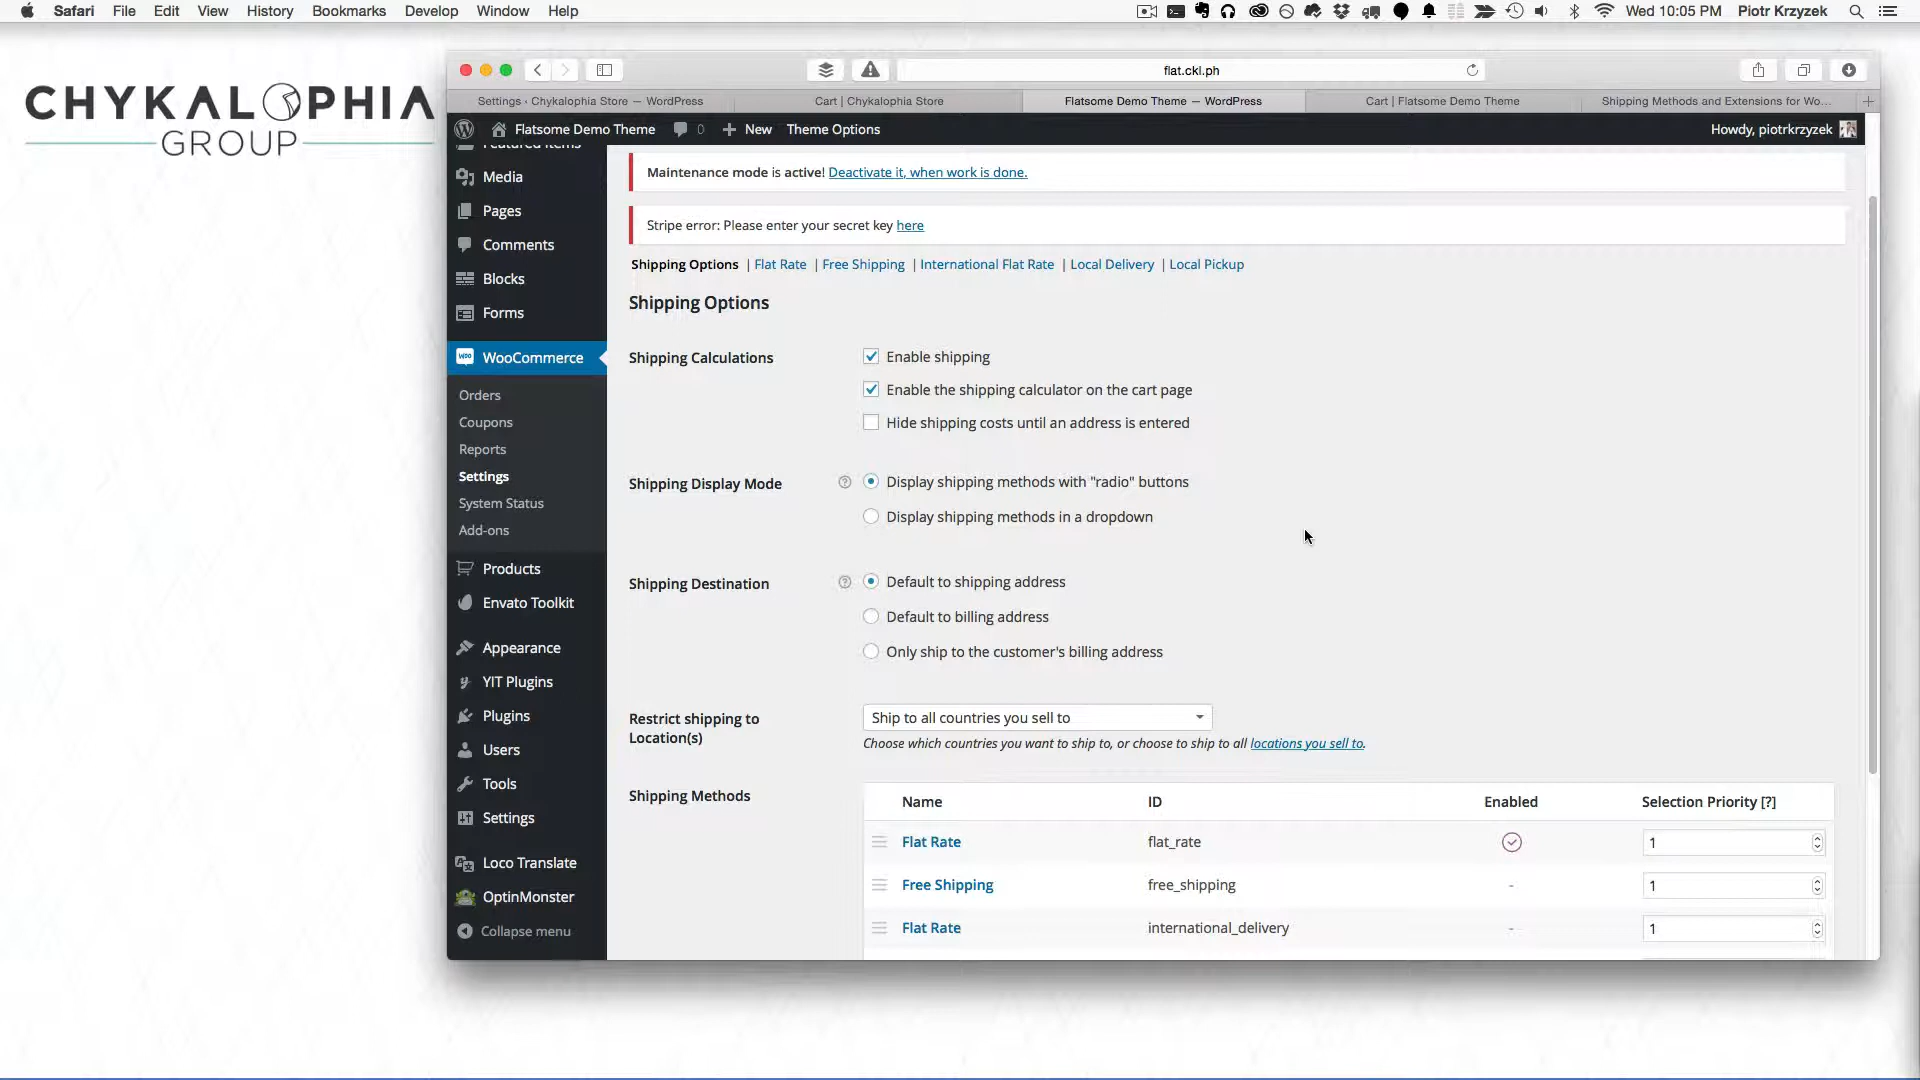 Safari File Edit View History Bookmarks Develop Window Help
Wed 10:05 PM Piotr Krzyzek
CHYKALOPHIA
GROUP
flat.ckl.ph
Settings ‹ Chykalophia Store — WordPress
Cart | Chykalophia Store
Flatsome Demo Theme — WordPress
Cart | Flatsome Demo Theme
Shipping Methods and Extensions for Wo...
Flatsome Demo Theme 0 New Theme Options
Howdy, piotrkrzyzek
Featured Items
Media
Pages
Comments
Blocks
Forms
WooCommerce
Orders
Coupons
Reports
Settings
System Status
Add-ons
Products
Envato Toolkit
Appearance
YIT Plugins
Plugins
Users
Tools
Settings
Loco Translate
OptinMonster
Collapse menu
Maintenance mode is active! Deactivate it, when work is done.
Stripe error: Please enter your secret key here
Shipping Options | Flat Rate | Free Shipping | International Flat Rate | Local Delivery | Local Pickup
Shipping Options
Shipping Calculations
Enable shipping
Enable the shipping calculator on the cart page
Hide shipping costs until an address is entered
Shipping Display Mode
Display shipping methods with "radio" buttons
Display shipping methods in a dropdown
Shipping Destination
Default to shipping address
Default to billing address
Only ship to the customer's billing address
Restrict shipping to
Location(s)
Ship to all countries you sell to
Choose which countries you want to ship to, or choose to ship to all locations you sell to.
Shipping Methods
Name ID Enabled Selection Priority [?]
Flat Rate flat_rate 1
Free Shipping free_shipping - 1
Flat Rate international_delivery - 1